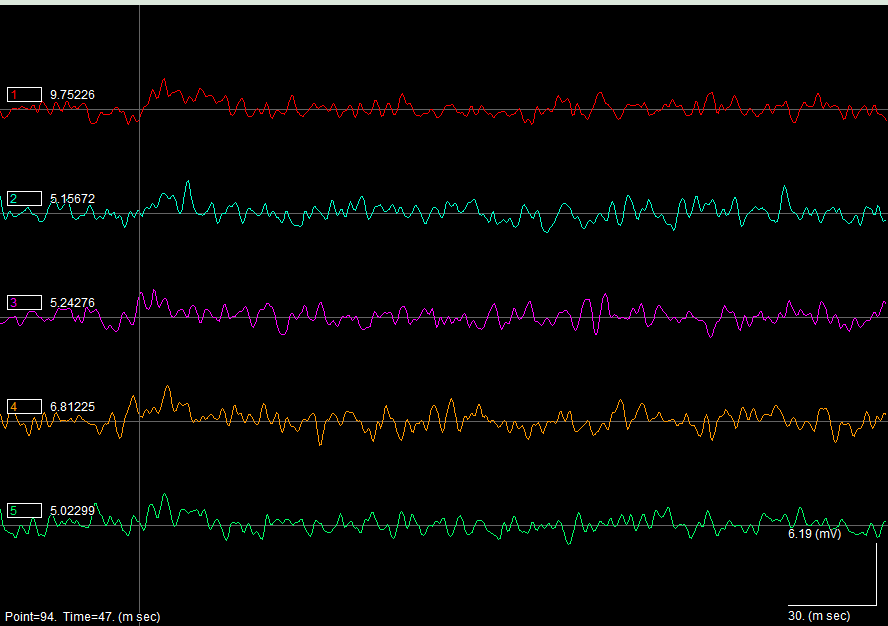 1 9.75226
2 5.15672
3 5.24276
4 6.81225
5 5.02299
6.19 (mV)
30. (m sec)
Point=94. Time=47. (m sec)